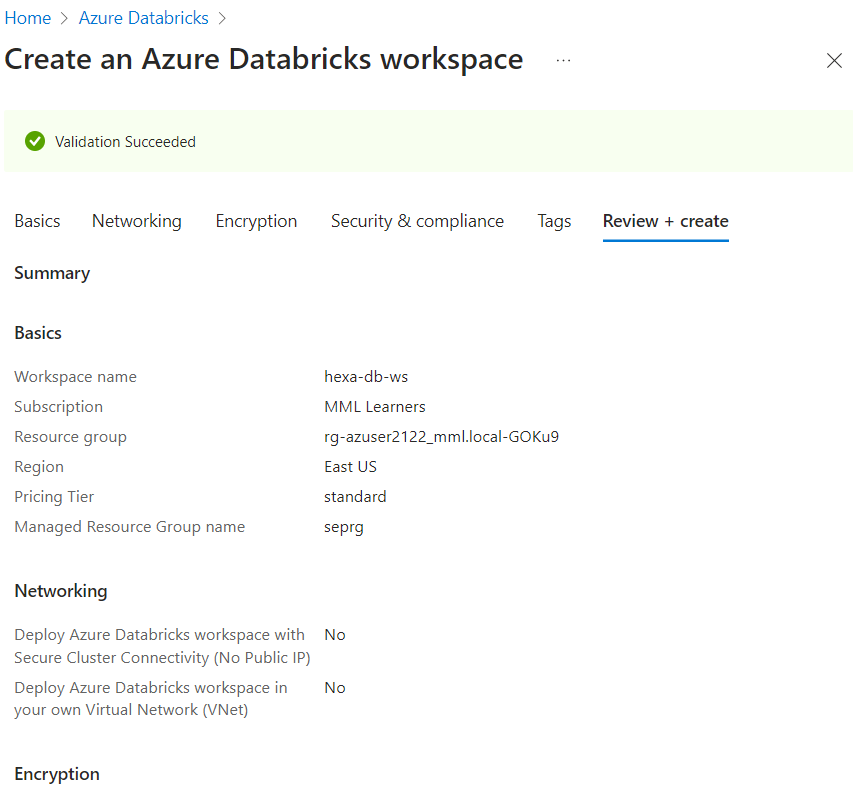 Home > Azure Databricks >
Create an Azure Databricks workspace ...
Validation Succeeded
Basics Networking Encryption Security & compliance Tags Review + create
Summary
Basics
Workspace name hexa-db-ws
Subscription MML Learners
Resource group rg-azuser2122_mml.local-GOKu9
Region East US
Pricing Tier standard
Managed Resource Group name seprg
Networking
Deploy Azure Databricks workspace with No
Secure Cluster Connectivity (No Public IP)
Deploy Azure Databricks workspace in No
your own Virtual Network (VNet)
Encryption